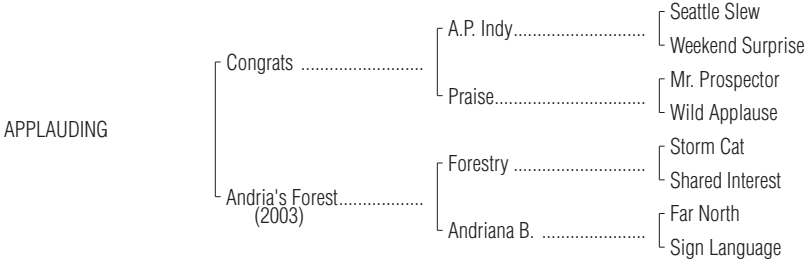 Seattle Slew
A.P. Indy............................
Weekend Surprise
Congrats ..........................
Mr. Prospector
Praise................................
Wild Applause
APPLAUDING
Storm Cat
Forestry ............................
Shared Interest
Andria's Forest..................
(2003)
Far North
Andriana B. ......................
Sign Language